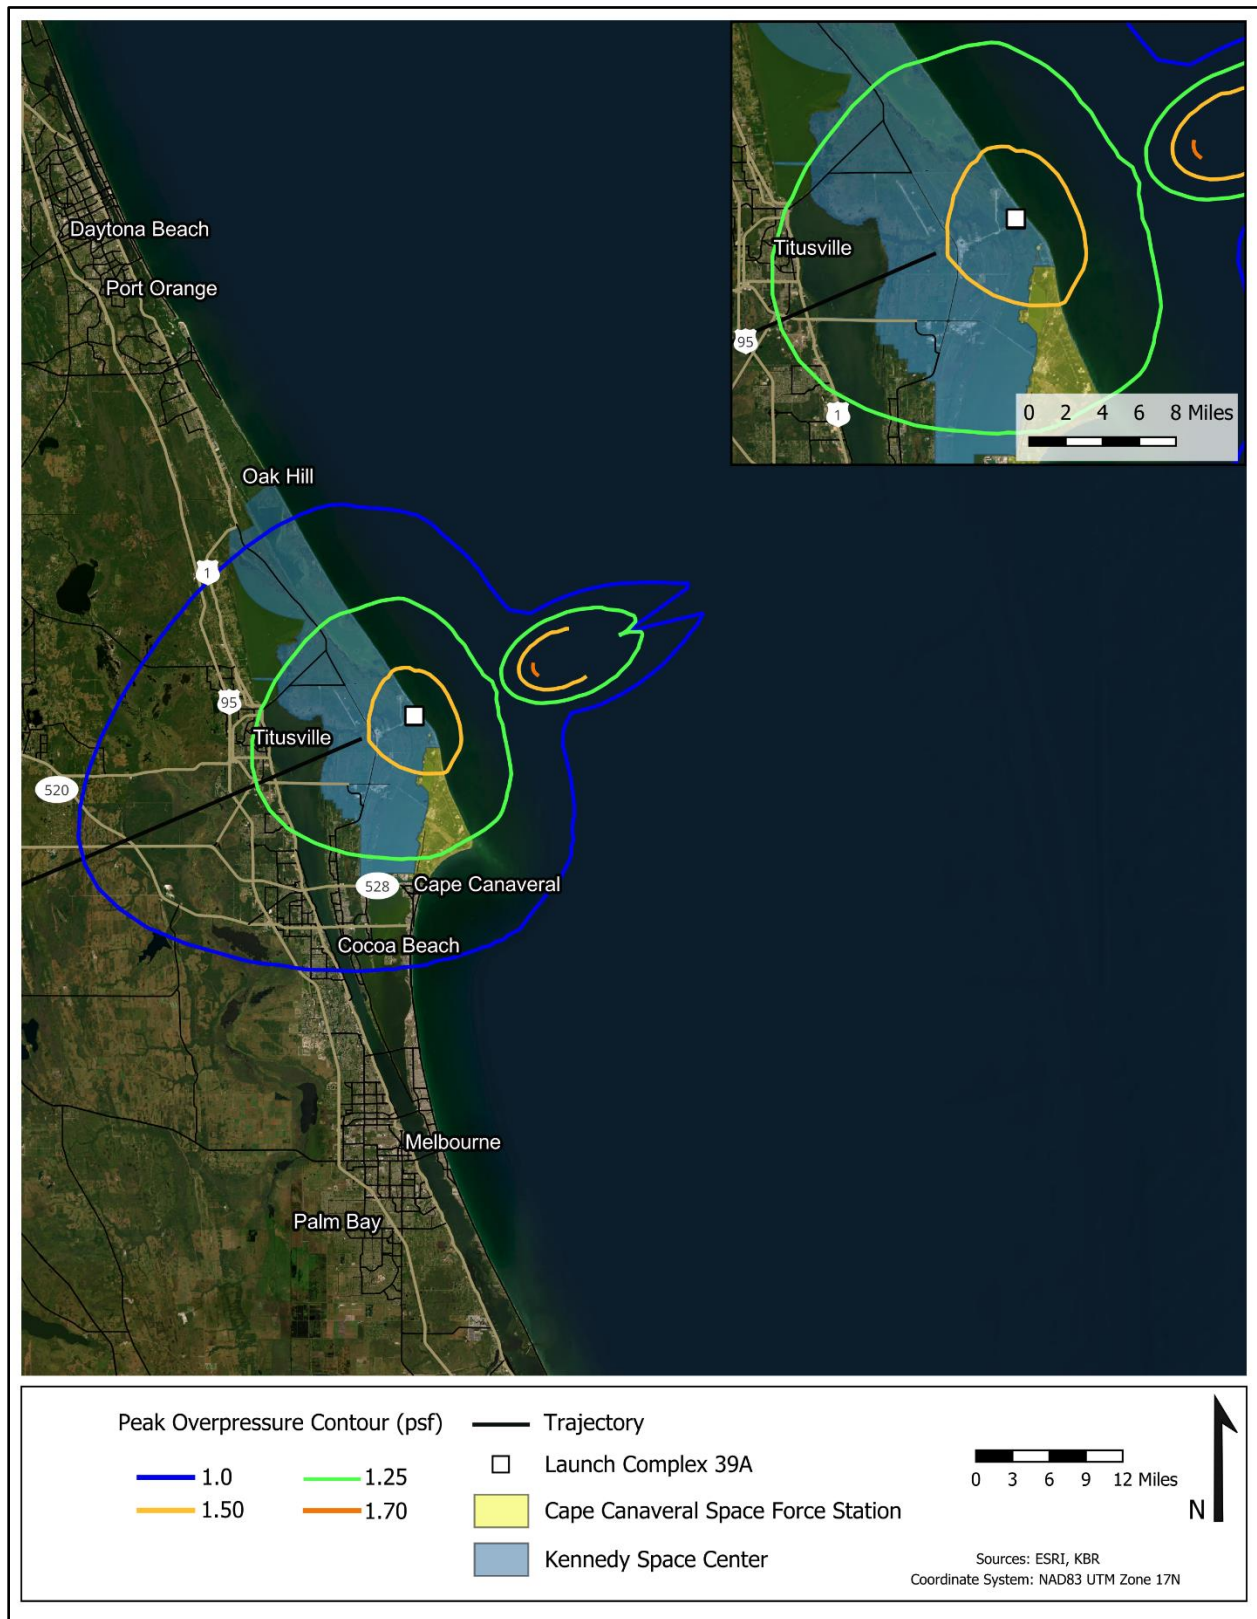 Daytona Beach
Port Orange
Oak Hill
1
95
Titusville
520
528
Cape Canaveral
Cocoa Beach
Melbourne
Palm Bay
Titusville
95
1
0 2 4 6 8 Miles
Peak Overpressure Contour (psf)
1.0
1.25
1.50
1.70
Trajectory
Launch Complex 39A
Cape Canaveral Space Force Station
Kennedy Space Center
0 3 6 9 12 Miles
N
Sources: ESRI, KBR
Coordinate System: NAD83 UTM Zone 17N